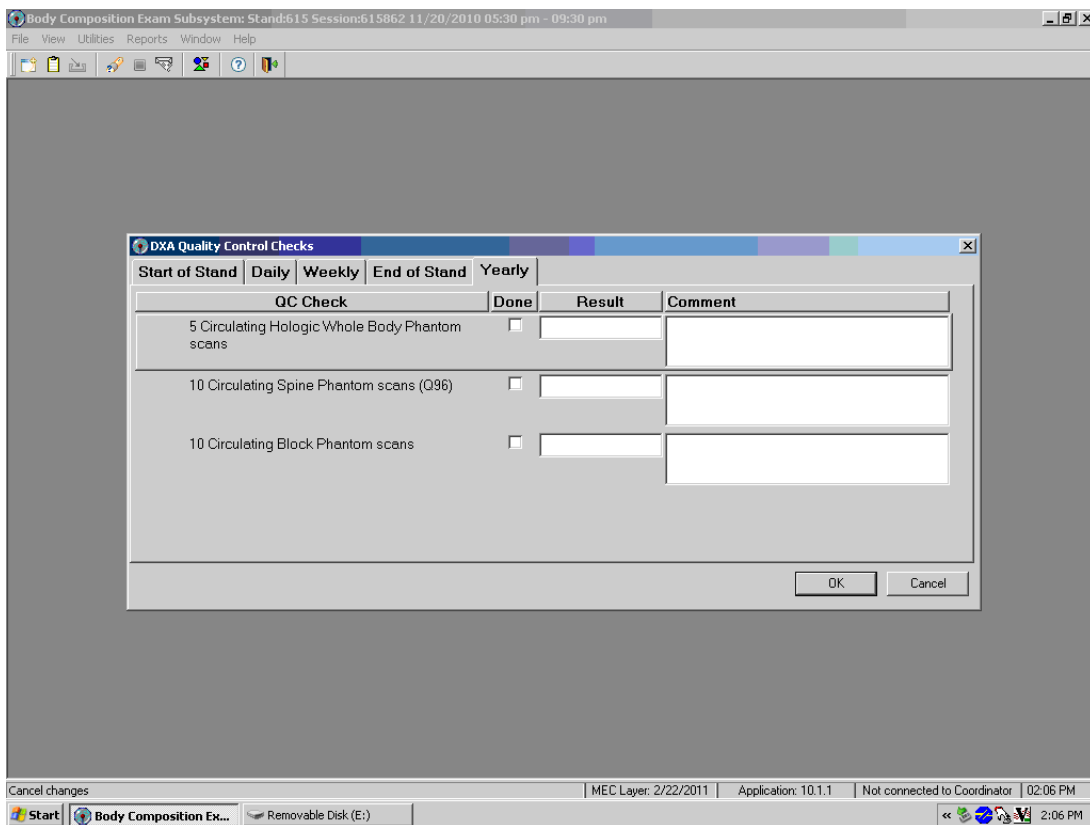 Body Composition Exam Subsystem: Stand:615 Session:615862 11/20/2010 05:30 pm - 09:30 pm
File View Utilities Reports Window Help
DXA Quality Control Checks
Start of Stand Daily Weekly End of Stand Yearly
QC Check Done Result Comment
5 Circulating Hologic Whole Body Phantom
scans
10 Circulating Spine Phantom scans (Q96)
10 Circulating Block Phantom scans
OK Cancel
Cancel changes MEC Layer: 2/22/2011 Application: 10.1.1 Not connected to Coordinator 02:06 PM
Start Body Composition Ex... Removable Disk (E:) « 2:06 PM